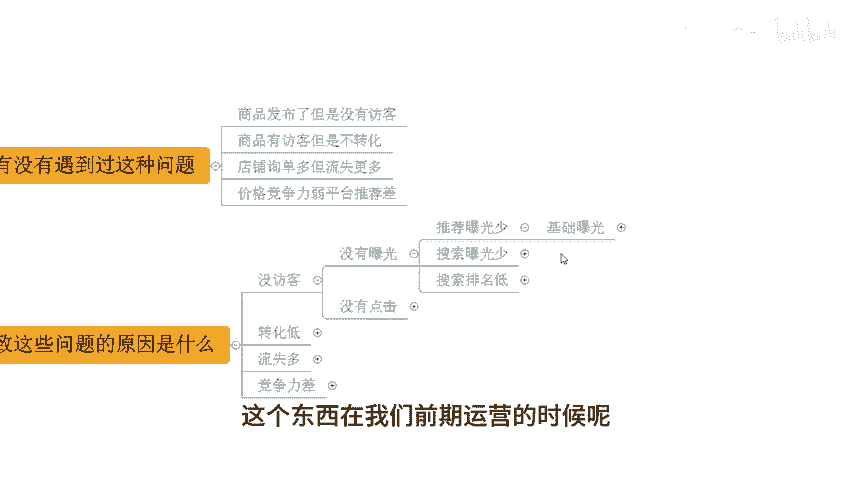 商品发布了但是没有访客
商品有访客但是不转化
有没有遇到过这种问题
店铺询单多但流失更多
价格竞争力弱平台推荐差
推荐曝光少
基础曝光
没有曝光
搜索曝光少
没访客
搜索排名低
没有点击
转化低
致这些问题的原因是什么
流失多
竞争力差
这个东西在我们前期运营的时候呢